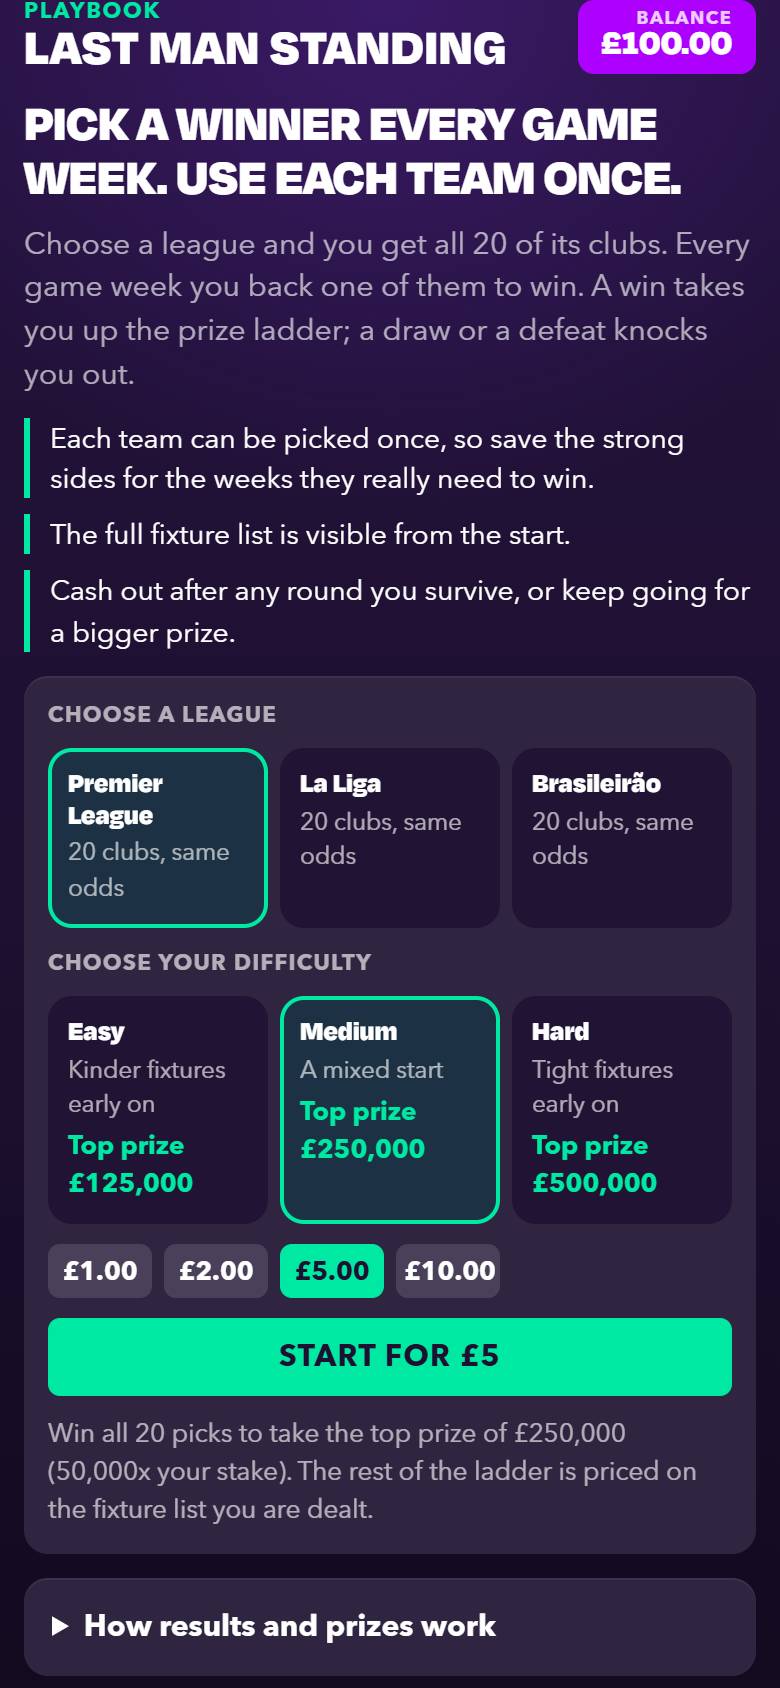 PLAYBOOK
LAST MAN STANDING
BALANCE
£100.00
PICK A WINNER EVERY GAME
WEEK. USE EACH TEAM ONCE.
Choose a league and you get all 20 of its clubs. Every
game week you back one of them to win. A win takes
you up the prize ladder; a draw or a defeat knocks
you out.
Each team can be picked once, so save the strong
sides for the weeks they really need to win.
The full fixture list is visible from the start.
Cash out after any round you survive, or keep going for
a bigger prize.
CHOOSE A LEAGUE
Premier
League
20 clubs, same
odds
La Liga
20 clubs, same
odds
Brasileirão
20 clubs, same
odds
CHOOSE YOUR DIFFICULTY
Easy
Kinder fixtures
early on
Top prize
£125,000
Medium
A mixed start
Top prize
£250,000
Hard
Tight fixtures
early on
Top prize
£500,000
£1.00
£2.00
£5.00
£10.00
START FOR £5
Win all 20 picks to take the top prize of £250,000
(50,000x your stake). The rest of the ladder is priced on
the fixture list you are dealt.
How results and prizes work